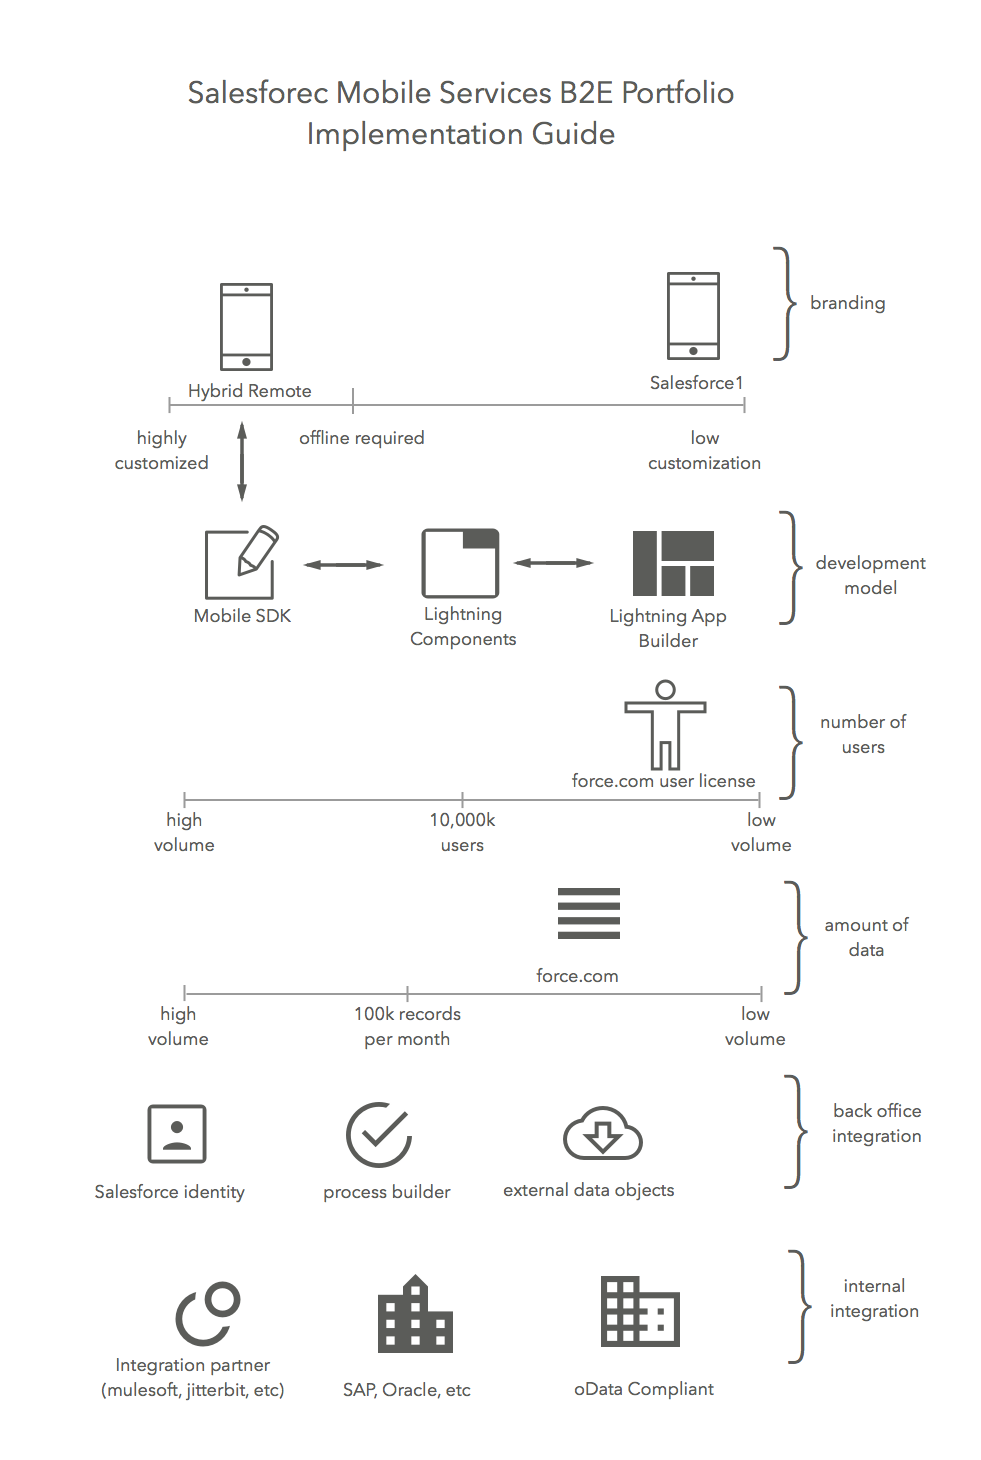 Salesforec Mobile Services B2E Portfolio
Implementation Guide
branding
Hybrid Remote
Salesforce1
highly
customized
offline required
low
customization
Mobile SDK
Lightning
Components
Lightning App
Builder
development
model
force.com user license
number of
users
high
volume
10,000k
users
low
volume
force.com
amount of
data
high
volume
100k records
per month
low
volume
Salesforce identity
process builder
external data objects
back office
integration
Integration partner
(mulesoft, jitterbit, etc)
SAP, Oracle, etc
oData Compliant
internal
integration